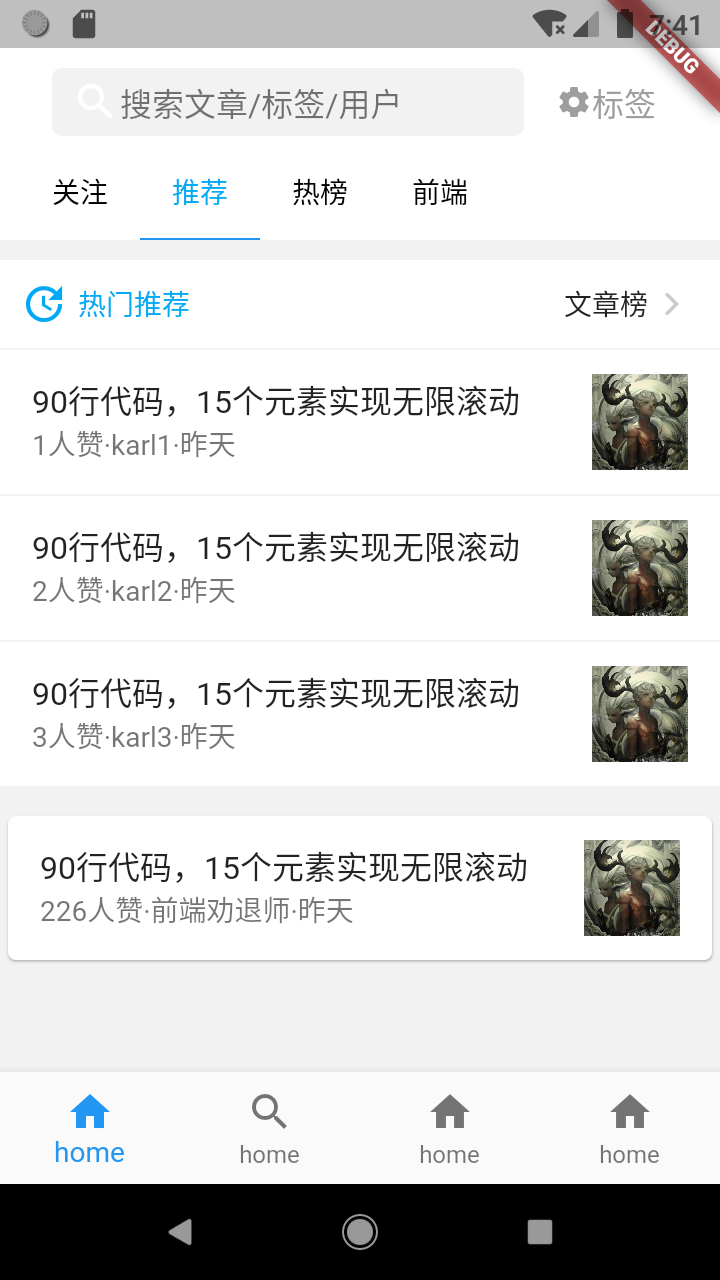 7:41
DEBUG
搜索文章/标签/用户
标签
关注 推荐 热榜 前端
热门推荐 文章榜
90行代码，15个元素实现无限滚动
1人赞·karl1·昨天
90行代码，15个元素实现无限滚动
2人赞·karl2·昨天
90行代码，15个元素实现无限滚动
3人赞·karl3·昨天
90行代码，15个元素实现无限滚动
226人赞·前端劝退师·昨天
home home home home